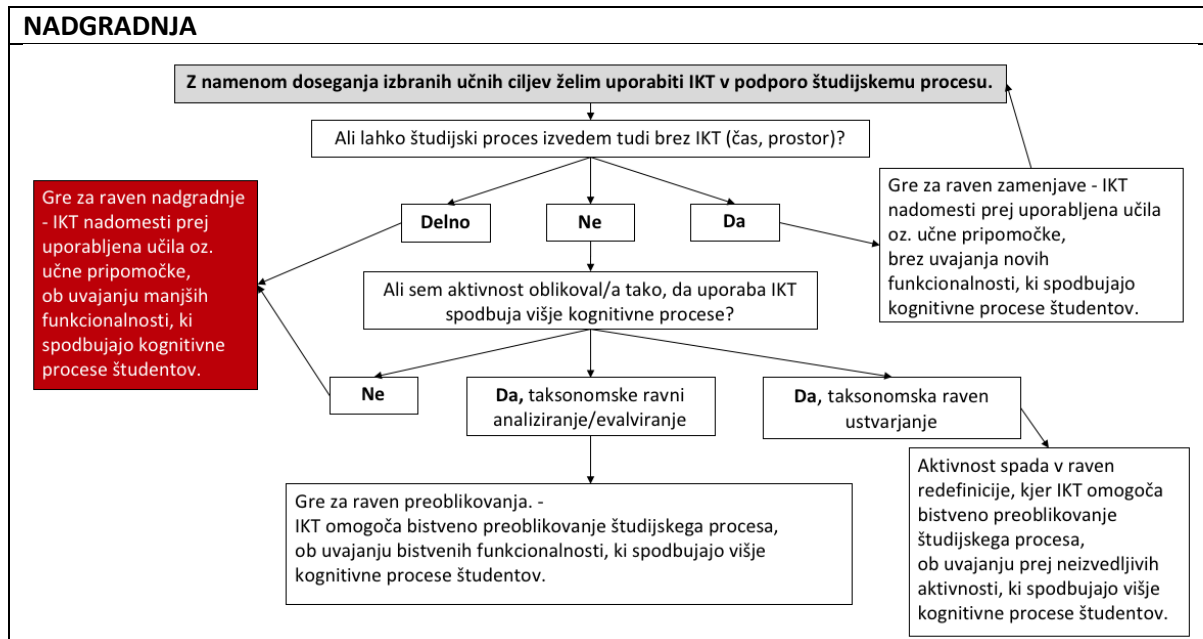 NADGRADNJA
Z namenom doseganja izbranih učnih ciljev želim uporabiti IKT v podporo študijskemu procesu.
Ali lahko študijski proces izvedem tudi brez IKT (čas, prostor)?
Gre za raven nadgradnje
- IKT nadomesti prej
uporabljena učila oz.
učne pripomočke,
ob uvajanju manjših
funkcionalnosti, ki
spodbujajo kognitivne
procese študentov.
Delno
Ne
Da
Gre za raven zamenjave - IKT
nadomesti prej uporabljena učila
oz. učne pripomočke,
brez uvajanja novih
funkcionalnosti, ki spodbujajo
kognitivne procese študentov.
Ali sem aktivnost oblikoval/a tako, da uporaba IKT
spodbuja višje kognitivne procese?
Ne
Da, taksonomske ravni
analiziranje/evalviranje
Da, taksonomska raven
ustvarjanje
Gre za raven preoblikovanja. -
IKT omogoča bistveno preoblikovanje študijskega procesa,
ob uvajanju bistvenih funkcionalnosti, ki spodbujajo višje
kognitivne procese študentov.
Aktivnost spada v raven
redefinicije, kjer IKT omogoča
bistveno preoblikovanje
študijskega procesa,
ob uvajanju prej neizvedljivih
aktivnosti, ki spodbujajo višje
kognitivne procese študentov.